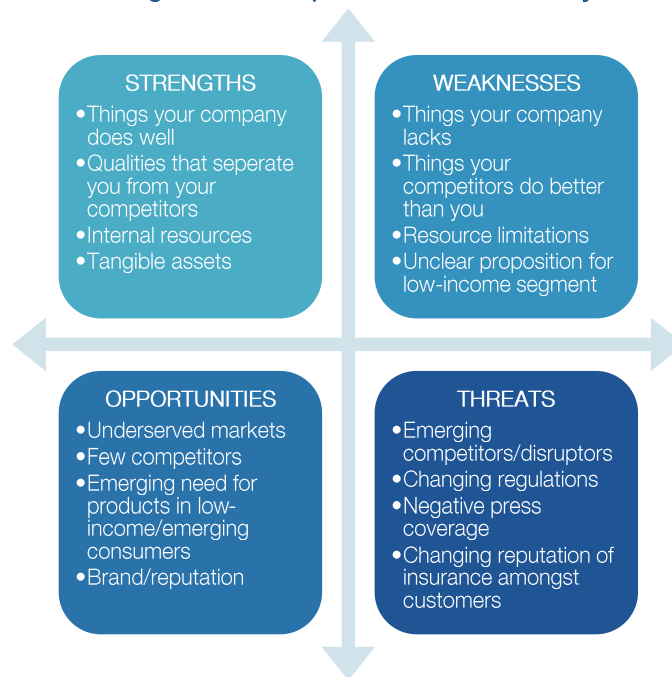 STRENGTHS
•Things your company
does well
•Qualities that seperate
you from your
competitors
•Internal resources
•Tangible assets
WEAKNESSES
•Things your company
lacks
•Things your
competitors do better
than you
•Resource limitations
•Unclear proposition for
low-income segment
OPPORTUNITIES
•Underserved markets
•Few competitors
•Emerging need for
products in low-
income/emerging
consumers
•Brand/reputation
THREATS
•Emerging
competitors/disruptors
•Changing regulations
•Negative press
coverage
•Changing reputation of
insurance amongst
customers